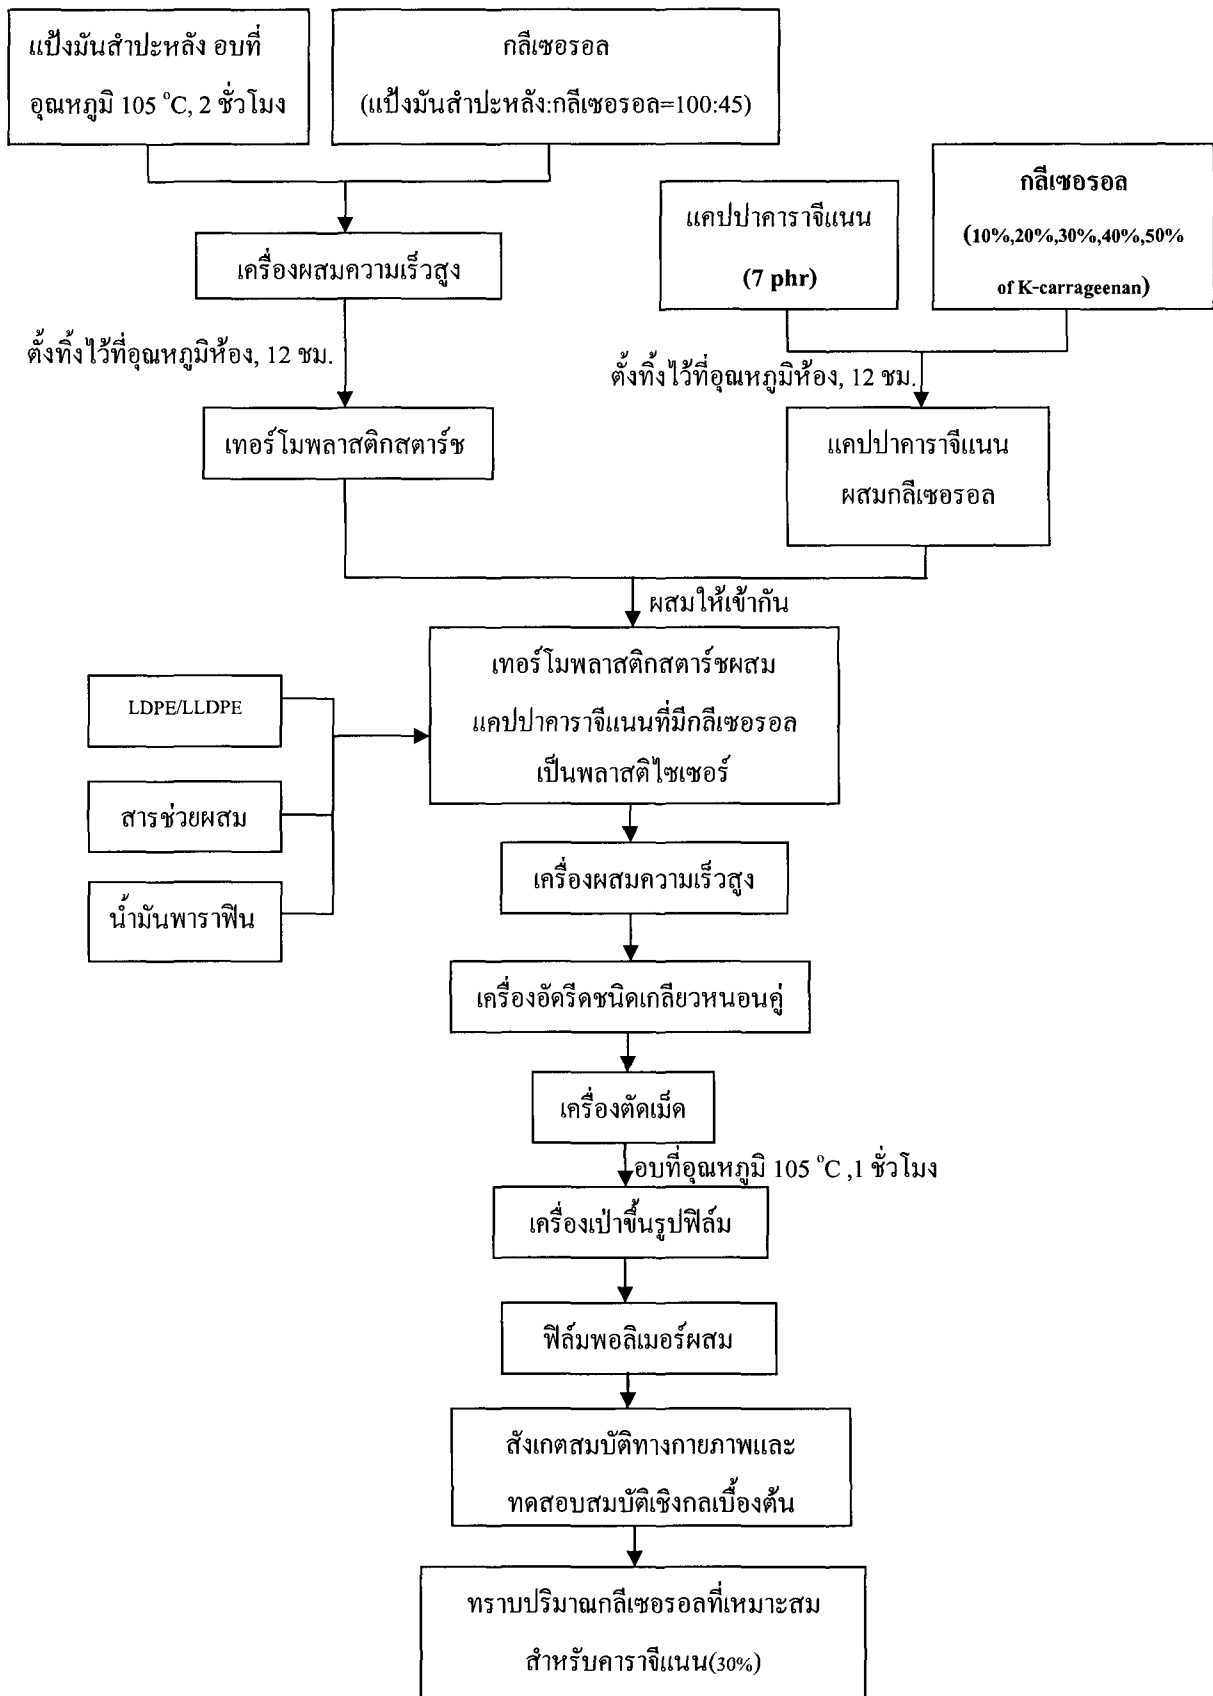 แป้งมันสำปะหลัง อบที่
อุณหภูมิ 105 °C, 2 ชั่วโมง
กลีเซอรอล
(แป้งมันสำปะหลัง:กลีเซอรอล=100:45)
เครื่องผสมความเร็วสูง
ตั้งทิ้งไว้ที่อุณหภูมิห้อง, 12 ชม.
เทอร์โมพลาสติกสตาร์ช
แคปปาคาราจีแนน
(7 phr)
กลีเซอรอล
(10%,20%,30%,40%,50%
of K-carrageenan)
ตั้งทิ้งไว้ที่อุณหภูมิห้อง, 12 ชม.
แคปปาคาราจีแนน
ผสมกลีเซอรอล
ผสมให้เข้ากัน
เทอร์โมพลาสติกสตาร์ชผสม
แคปปาคาราจีแนนที่มีกลีเซอรอล
เป็นพลาสติไซเซอร์
LDPE/LLDPE
สารช่วยผสม
น้ำมันพาราฟิน
เครื่องผสมความเร็วสูง
เครื่องอัดรีดชนิดเกลียวหนอนคู่
เครื่องตัดเม็ด
อบที่อุณหภูมิ 105 °C ,1 ชั่วโมง
เครื่องเป่าขึ้นรูปฟิล์ม
ฟิล์มพอลิเมอร์ผสม
สังเกตสมบัติทางกายภาพและ
ทดสอบสมบัติเชิงกลเบื้องต้น
ทราบปริมาณกลีเซอรอลที่เหมาะสม
สำหรับคาราจีแนน(30%)